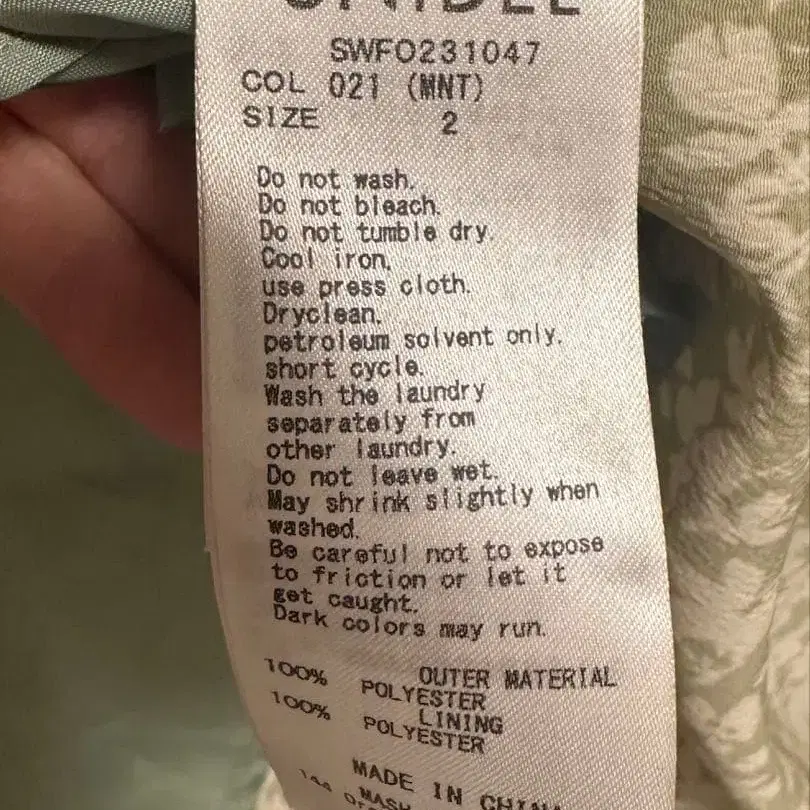 SWFO231047
COL 021 (MNT)
SIZE 2
Do not wash.
Do not bleach.
Do not tumble dry.
Cool iron,
use press cloth.
Dryclean.
petroleum solvent only.
short cycle.
Wash the laundry
separately from
other laundry.
Do not leave wet.
May shrink slightly when
washed.
Be careful not to expose
to friction or let it
get caught.
Dark colors may run.
OUTER MATERIAL
100% POLYESTER
LINING
100% POLYESTER
MADE IN CHINA